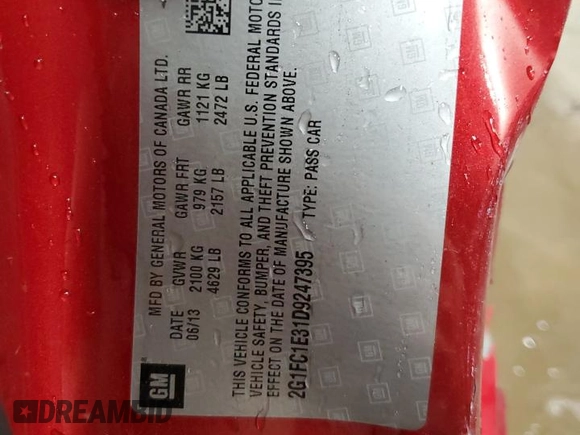 MFD BY GENERAL MOTORS OF CANADA LTD.
DATE GVWR GAWR FRT GAWR RR
06/13 2100 KG 979 KG 1121 KG
4629 LB 2157 LB 2472 LB
THIS VEHICLE CONFORMS TO ALL APPLICABLE U.S. FEDERAL MOTOR
VEHICLE SAFETY, BUMPER, AND THEFT PREVENTION STANDARDS IN
EFFECT ON THE DATE OF MANUFACTURE SHOWN ABOVE.
2G1FC1E31D9247395 TYPE: PASS CAR
GM
DREAMBID